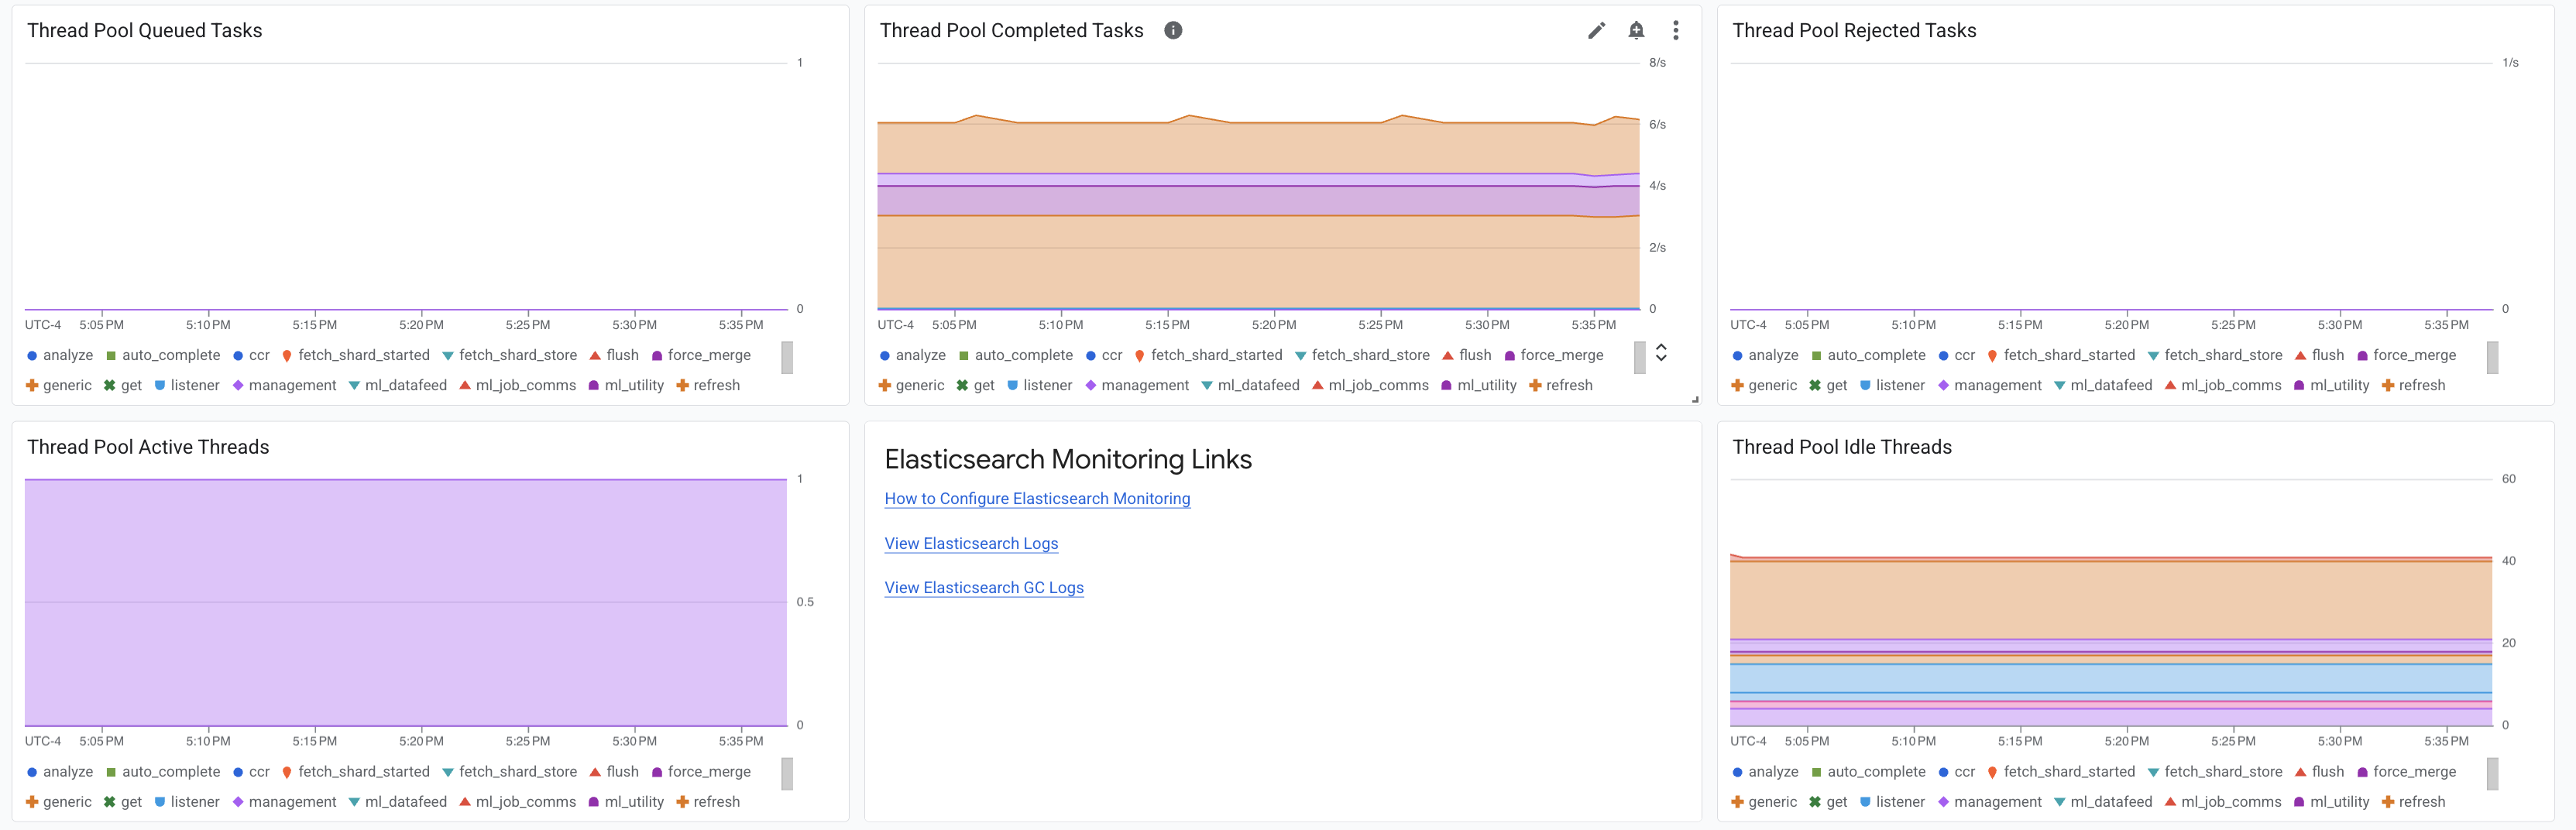 Thread Pool Queued Tasks
1
0
UTC-4 5:05 PM 5:10 PM 5:15 PM 5:20 PM 5:25 PM 5:30 PM 5:35 PM
analyze auto_complete ccr fetch_shard_started fetch_shard_store flush force_merge
generic get listener management ml_datafeed ml_job_comms ml_utility refresh
Thread Pool Completed Tasks
8/s
6/s
4/s
2/s
0
UTC-4 5:05 PM 5:10 PM 5:15 PM 5:20 PM 5:25 PM 5:30 PM 5:35 PM
analyze auto_complete ccr fetch_shard_started fetch_shard_store flush force_merge
generic get listener management ml_datafeed ml_job_comms ml_utility refresh
Thread Pool Rejected Tasks
1/s
0
UTC-4 5:05 PM 5:10 PM 5:15 PM 5:20 PM 5:25 PM 5:30 PM 5:35 PM
analyze auto_complete ccr fetch_shard_started fetch_shard_store flush force_merge
generic get listener management ml_datafeed ml_job_comms ml_utility refresh
Thread Pool Active Threads
1
0.5
0
UTC-4 5:05 PM 5:10 PM 5:15 PM 5:20 PM 5:25 PM 5:30 PM 5:35 PM
analyze auto_complete ccr fetch_shard_started fetch_shard_store flush force_merge
generic get listener management ml_datafeed ml_job_comms ml_utility refresh
Elasticsearch Monitoring Links
How to Configure Elasticsearch Monitoring
View Elasticsearch Logs
View Elasticsearch GC Logs
Thread Pool Idle Threads
60
40
20
0
UTC-4 5:05 PM 5:10 PM 5:15 PM 5:20 PM 5:25 PM 5:30 PM 5:35 PM
analyze auto_complete ccr fetch_shard_started fetch_shard_store flush force_merge
generic get listener management ml_datafeed ml_job_comms ml_utility refresh